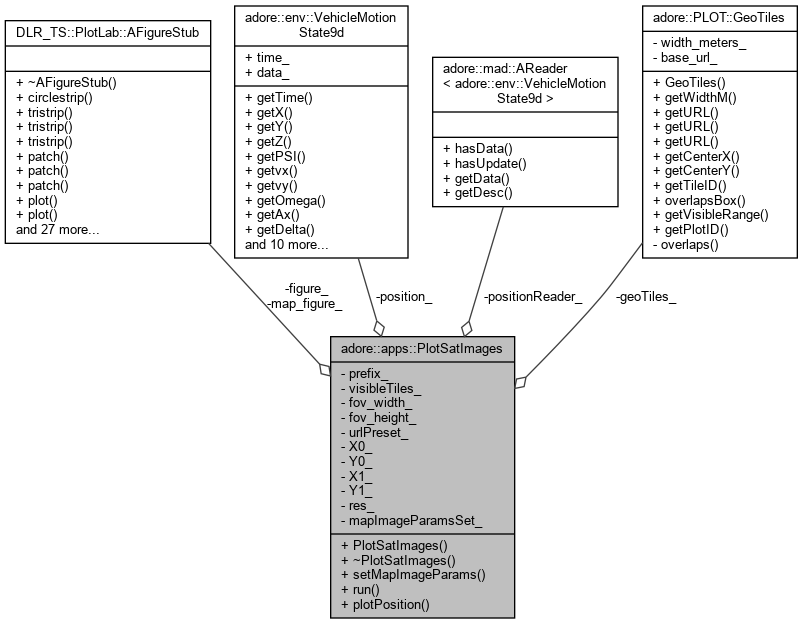 DLR_TS::PlotLab::AFigureStub
+ ~AFigureStub()
+ circlestrip()
+ tristrip()
+ tristrip()
+ tristrip()
+ patch()
+ patch()
+ patch()
+ plot()
+ plot()
and 27 more...
adore::env::VehicleMotion
State9d
+ time_
+ data_
+ getTime()
+ getX()
+ getY()
+ getZ()
+ getPSI()
+ getvx()
+ getvy()
+ getOmega()
+ getAx()
+ getDelta()
and 10 more...
adore::mad::AReader
< adore::env::VehicleMotion
State9d >
+ hasData()
+ hasUpdate()
+ getData()
+ getDesc()
adore::PLOT::GeoTiles
- width_meters_
- base_url_
+ GeoTiles()
+ getWidthM()
+ getURL()
+ getURL()
+ getURL()
+ getCenterX()
+ getCenterY()
+ getTileID()
+ overlapsBox()
+ getVisibleRange()
+ getPlotID()
- overlaps()
-figure_
-map_figure_
-position_
-positionReader_
-geoTiles_
adore::apps::PlotSatImages
- prefix_
- visibleTiles_
- fov_width_
- fov_height_
- urlPreset_
- X0_
- Y0_
- X1_
- Y1_
- res_
- mapImageParamsSet_
+ PlotSatImages()
+ ~PlotSatImages()
+ setMapImageParams()
+ run()
+ plotPosition()